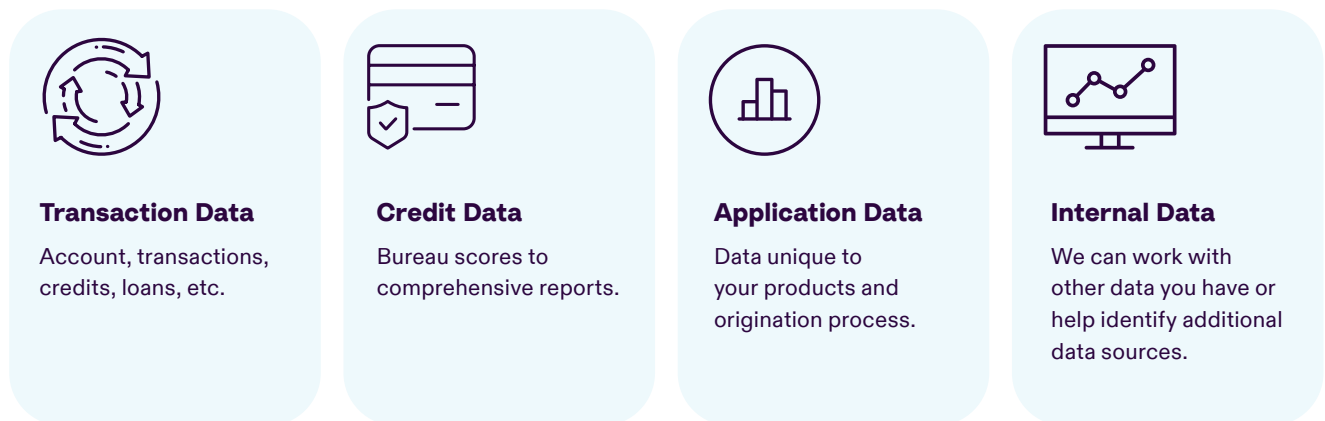 Transaction Data
Account, transactions,
credits, loans, etc.
Credit Data
Bureau scores to
comprehensive reports.
Application Data
Data unique to
your products and
origination process.
Internal Data
We can work with
other data you have or
help identify additional
data sources.